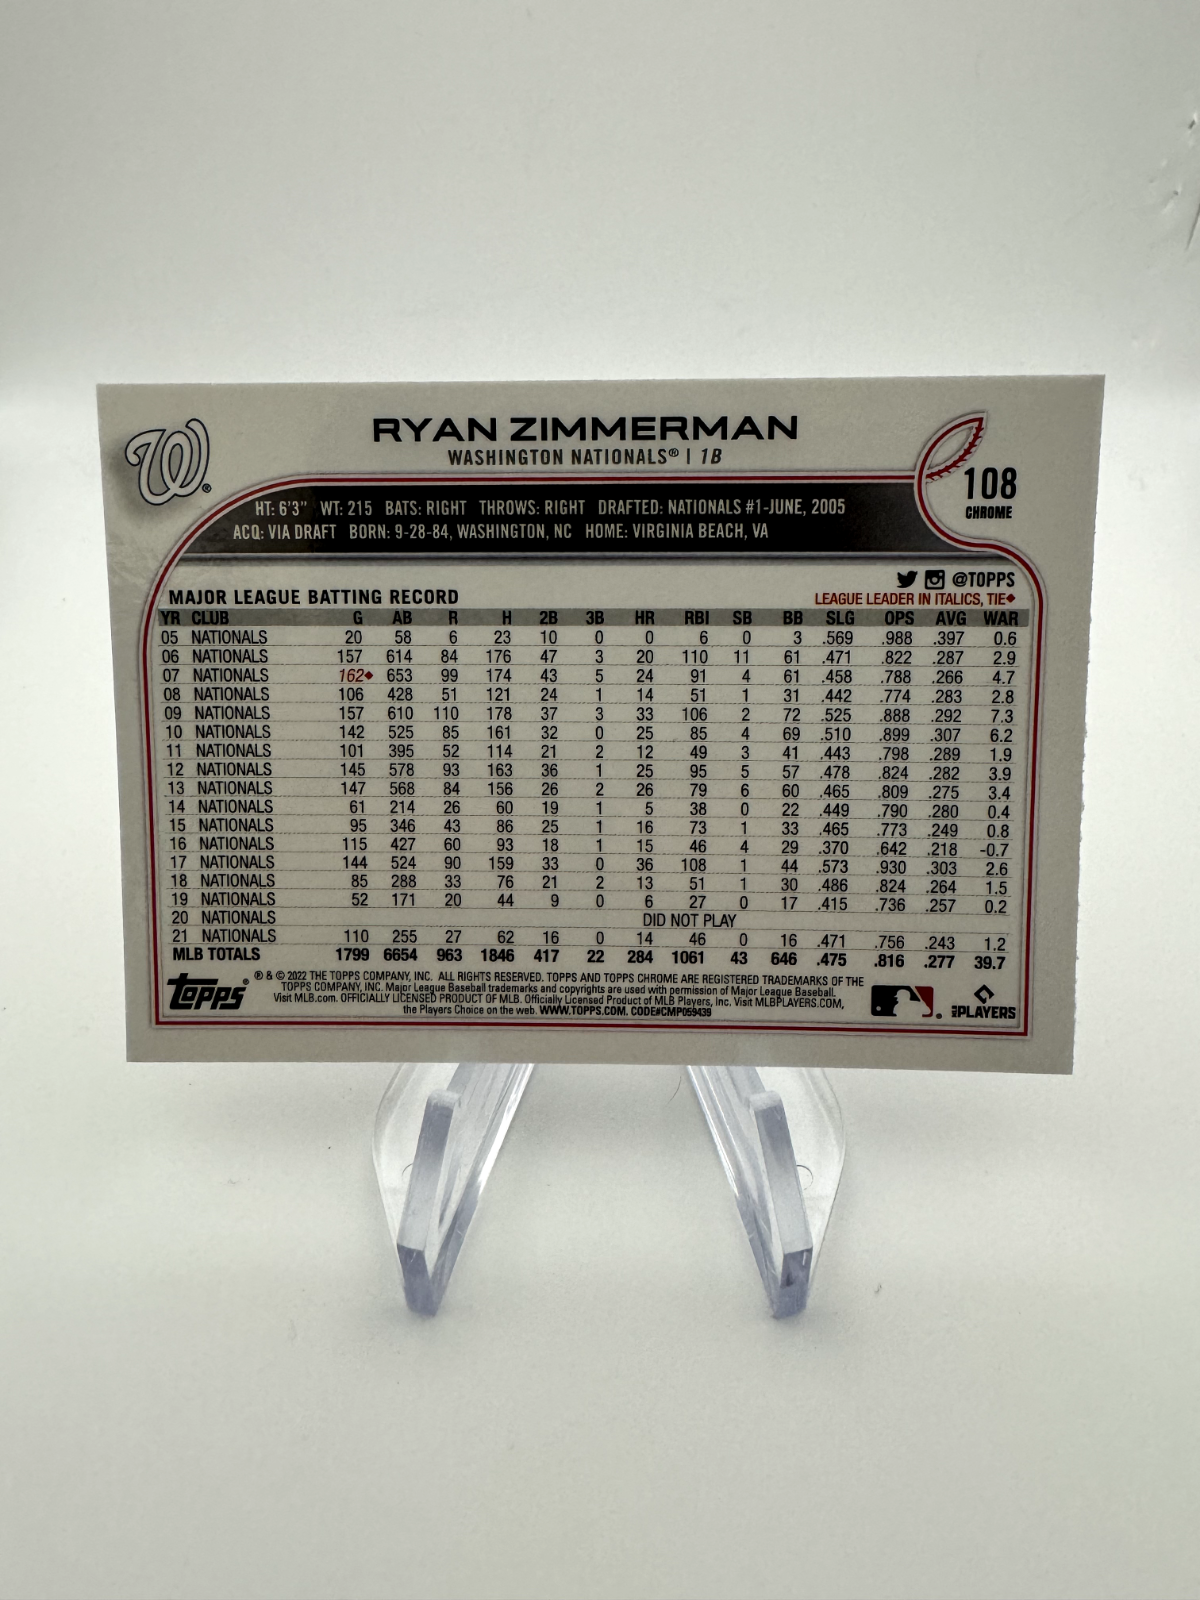 W®
RYAN ZIMMERMAN
WASHINGTON NATIONALS® | 1B
108
CHROME
HT: 6'3" WT: 215 BATS: RIGHT THROWS: RIGHT DRAFTED: NATIONALS #1-JUNE, 2005
ACQ: VIA DRAFT BORN: 9-28-84, WASHINGTON, NC HOME: VIRGINIA BEACH, VA
@TOPPS
MAJOR LEAGUE BATTING RECORD
LEAGUE LEADER IN ITALICS, TIE◆
YR CLUB G AB R H 2B 3B HR RBI SB BB SLG OPS AVG WAR
05 NATIONALS 20 58 6 23 10 0 0 6 0 3 .569 .988 .397 0.6
06 NATIONALS 157 614 84 176 47 3 20 110 11 61 .471 .822 .287 2.9
07 NATIONALS 162◆ 653 99 174 43 5 24 91 4 61 .458 .788 .266 4.7
08 NATIONALS 106 428 51 121 24 1 14 51 1 31 .442 .774 .283 2.8
09 NATIONALS 157 610 110 178 37 3 33 106 2 72 .525 .888 .292 7.3
10 NATIONALS 142 525 85 161 32 0 25 85 4 69 .510 .899 .307 6.2
11 NATIONALS 101 395 52 114 21 2 12 49 3 41 .443 .798 .289 1.9
12 NATIONALS 145 578 93 163 36 1 25 95 5 57 .478 .824 .282 3.9
13 NATIONALS 147 568 84 156 26 2 26 79 6 60 .465 .809 .275 3.4
14 NATIONALS 61 214 26 60 19 1 5 38 0 22 .449 .790 .280 0.4
15 NATIONALS 95 346 43 86 25 1 16 73 1 33 .465 .773 .249 0.8
16 NATIONALS 115 427 60 93 18 1 15 46 4 29 .370 .642 .218 -0.7
17 NATIONALS 144 524 90 159 33 0 36 108 1 44 .573 .930 .303 2.6
18 NATIONALS 85 288 33 76 21 2 13 51 1 30 .486 .824 .264 1.5
19 NATIONALS 52 171 20 44 9 0 6 27 0 17 .415 .736 .257 0.2
20 NATIONALS DID NOT PLAY
21 NATIONALS 110 255 27 62 16 0 14 46 0 16 .471 .756 .243 1.2
MLB TOTALS 1799 6654 963 1846 417 22 284 1061 43 646 .475 .816 .277 39.7
Topps®
® & © 2022 THE TOPPS COMPANY, INC. ALL RIGHTS RESERVED. TOPPS AND TOPPS CHROME ARE REGISTERED TRADEMARKS OF THE
TOPPS COMPANY, INC. Major League Baseball trademarks and copyrights are used with permission of Major League Baseball.
Visit MLB.com. OFFICIALLY LICENSED PRODUCT OF MLB. Officially Licensed Product of MLB Players, Inc. Visit MLBPLAYERS.COM,
the Players Choice on the web. WWW.TOPPS.COM. CODE#CMP059439
MLB PLAYERS